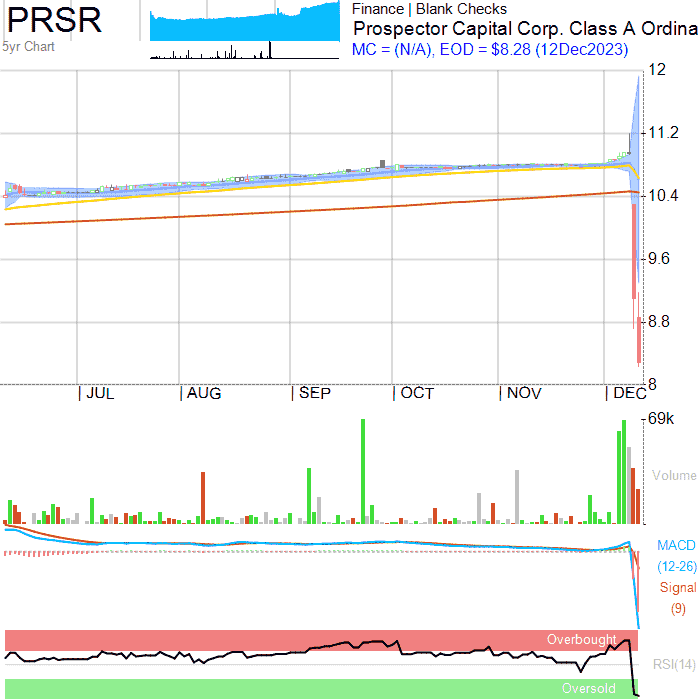 PRSR
5yr Chart
Finance | Blank Checks
Prospector Capital Corp. Class A Ordina
MC = (N/A), EOD = $8.28 (12Dec2023)
12
11.2
10.4
9.6
8.8
8
| JUL | AUG | SEP | OCT | NOV | DEC
69k
Volume
MACD
(12-26)
Signal
(9)
Overbought
RSI(14)
Oversold